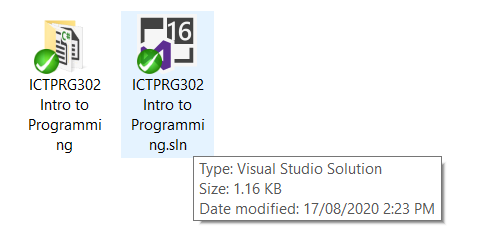 C#
16
ICTPRG302
Intro to
Programmi
ng
ICTPRG302
Intro to
Programmi
ng.sln
Type: Visual Studio Solution
Size: 1.16 KB
Date modified: 17/08/2020 2:23 PM